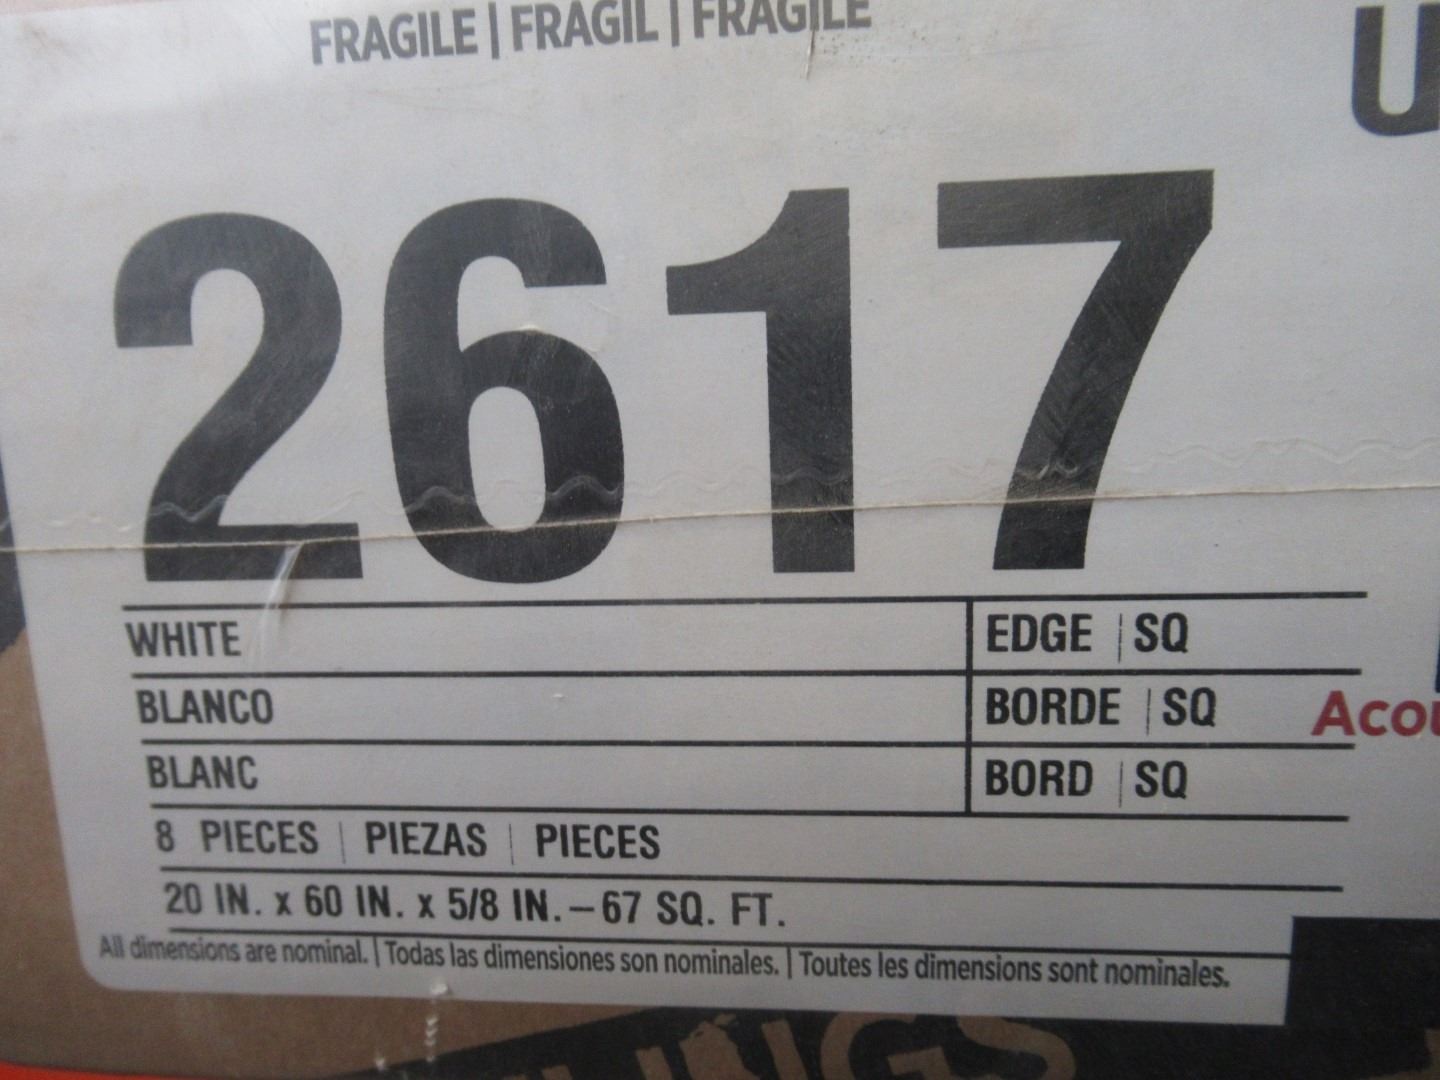 FRAGILE | FRAGIL | FRAGILE
2617
WHITE
EDGE | SQ
BLANCO
BORDE | SQ
BLANC
BORD | SQ
8 PIECES | PIEZAS | PIECES
20 IN. x 60 IN. x 5/8 IN.–67 SQ. FT.
All dimensions are nominal. | Todas las dimensiones son nominales. | Toutes les dimensions sont nominales.